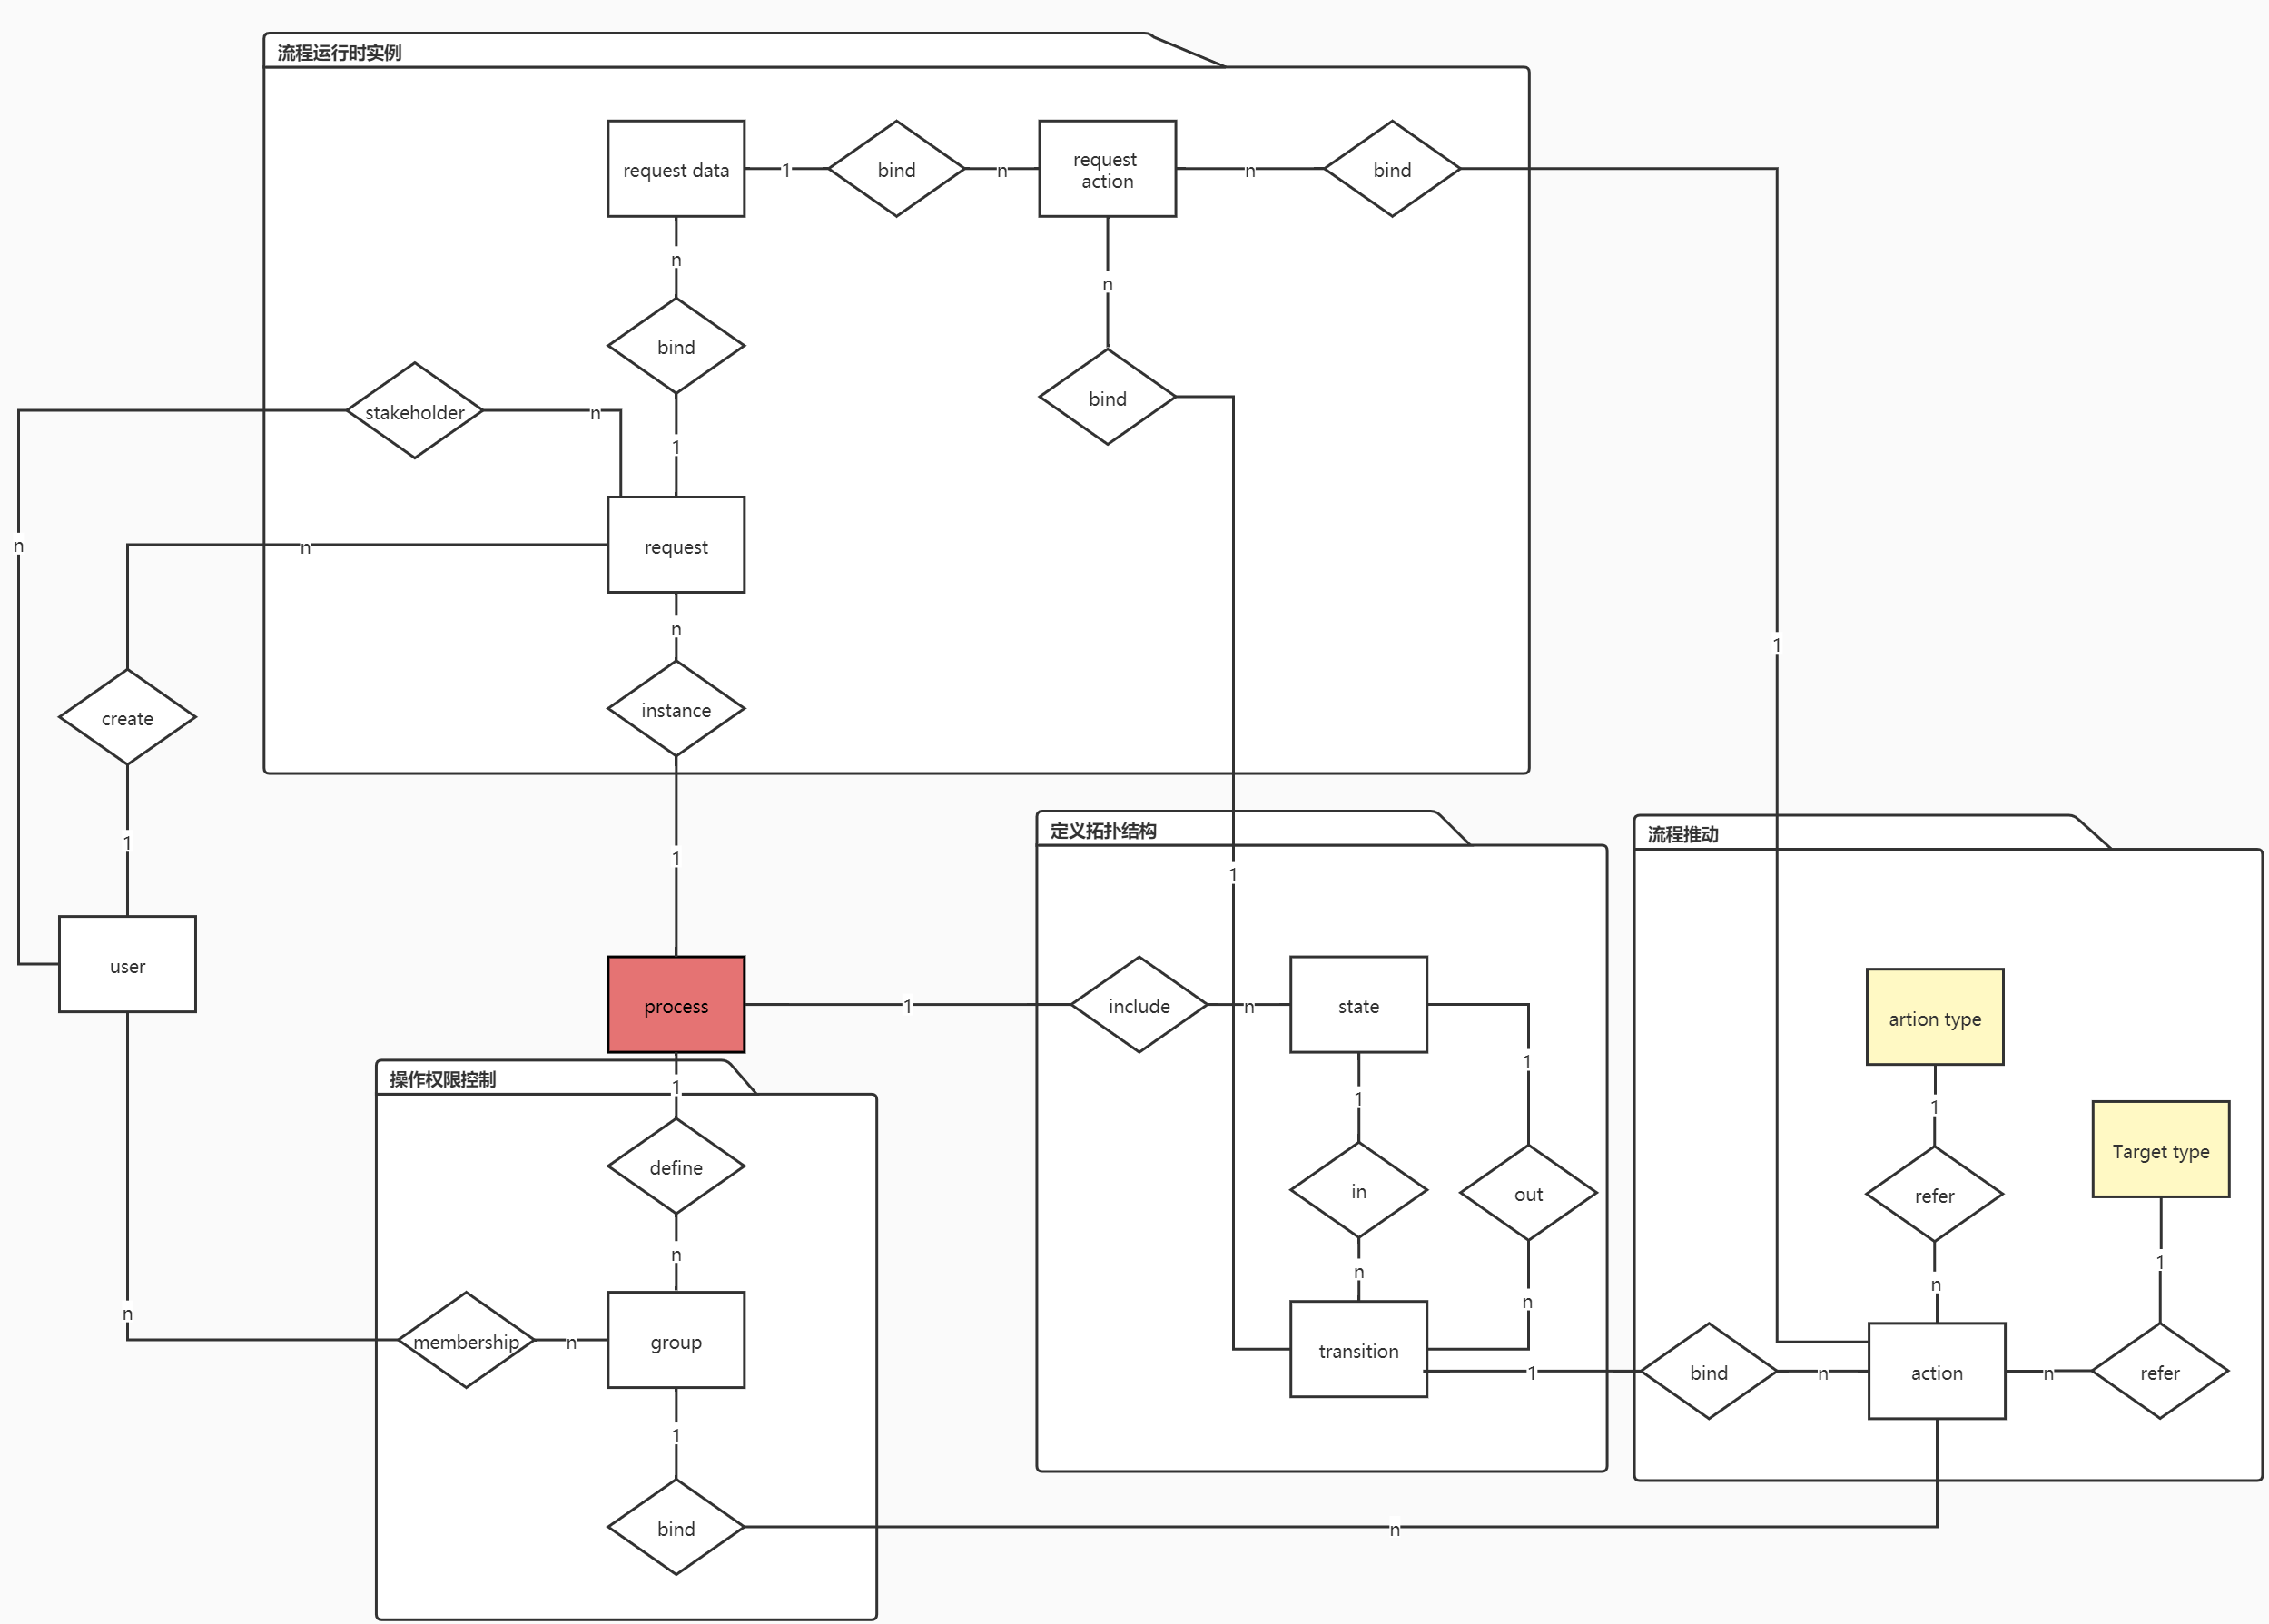 流程运行时实例
request data
1
bind
n
request
action
n
bind
n
n
bind
bind
stakeholder
n
1
n
n
request
n
1
instance
create
1
1
定义拓扑结构
流程推动
1
user
process
1
include
n
state
artion type
1
操作权限控制
1
1
1
Target type
define
in
out
refer
n
1
n
n
n
n
membership
n
group
transition
1
bind
n
action
n
refer
1
bind
n